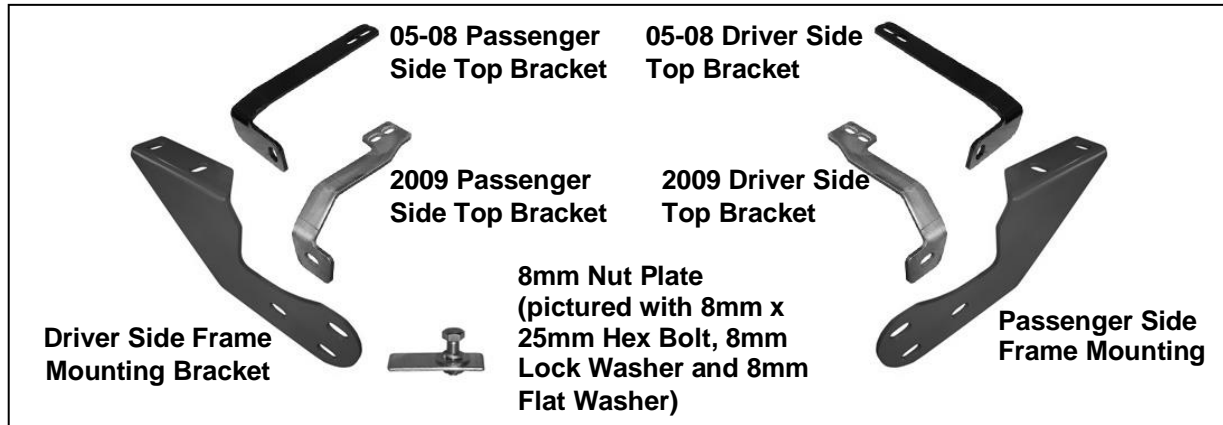 05-08 Passenger
Side Top Bracket
05-08 Driver Side
Top Bracket
2009 Passenger
Side Top Bracket
2009 Driver Side
Top Bracket
8mm Nut Plate
(pictured with 8mm x
25mm Hex Bolt, 8mm
Lock Washer and 8mm
Flat Washer)
Driver Side Frame
Mounting Bracket
Passenger Side
Frame Mounting